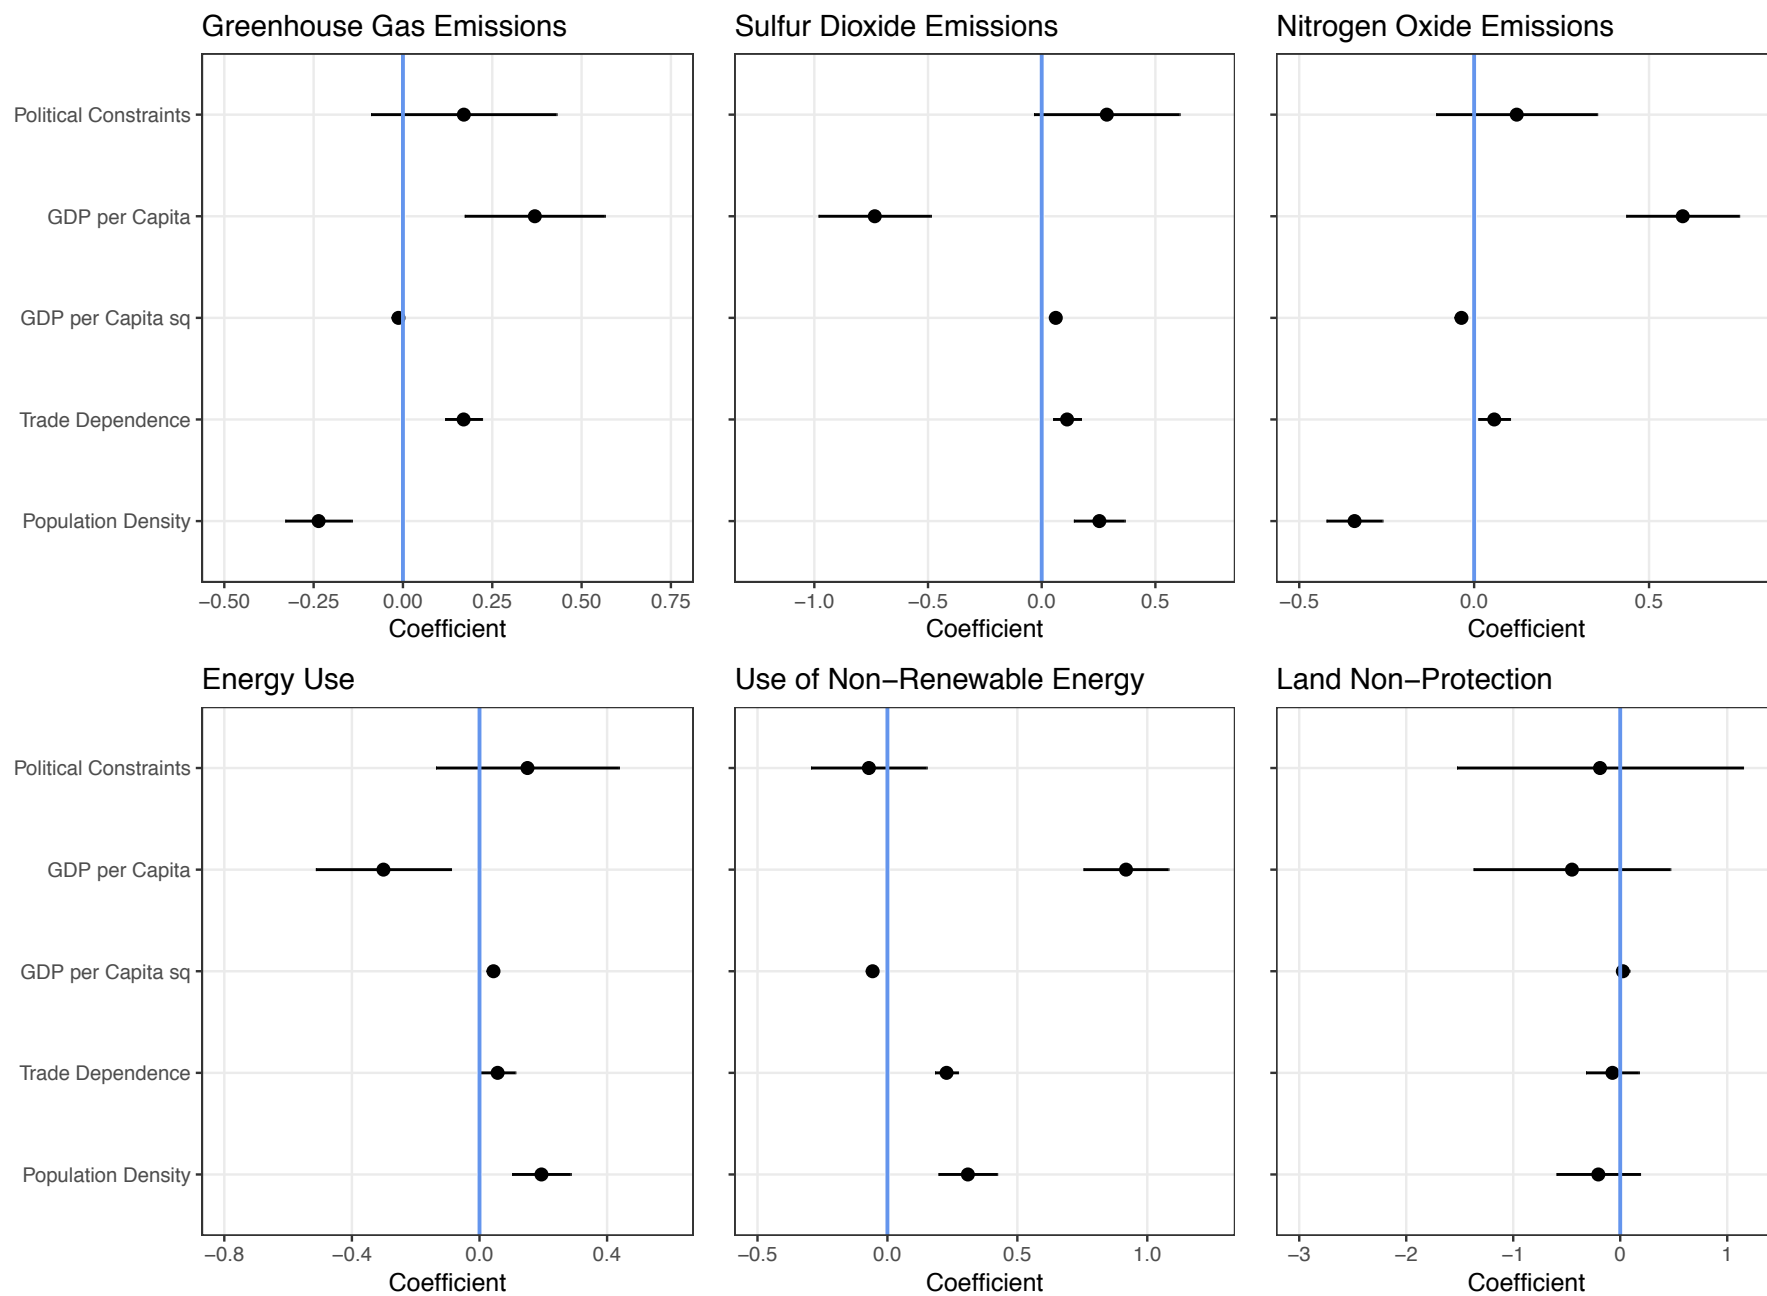 Greenhouse Gas Emissions
Sulfur Dioxide Emissions
Nitrogen Oxide Emissions
Political Constraints
GDP per Capita
GDP per Capita sq
Trade Dependence
Population Density
−0.50 −0.25 0.00 0.25 0.50 0.75
−1.0 −0.5 0.0 0.5
−0.5 0.0 0.5
Coefficient
Coefficient
Coefficient
Energy Use
Use of Non−Renewable Energy
Land Non−Protection
Political Constraints
GDP per Capita
GDP per Capita sq
Trade Dependence
Population Density
−0.8 −0.4 0.0 0.4
−0.5 0.0 0.5 1.0
−3 −2 −1 0 1
Coefficient
Coefficient
Coefficient